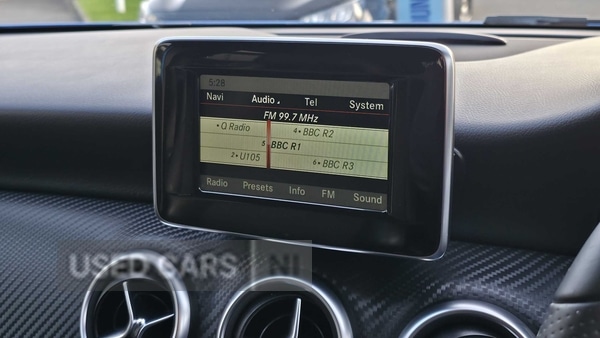 5:28
Navi Audio Tel System
FM 99.7 MHz
Q Radio 4 BBC R2
5 BBC R1
2 U105 6 BBC R3
Radio Presets Info FM Sound
USED CARS NI
UN